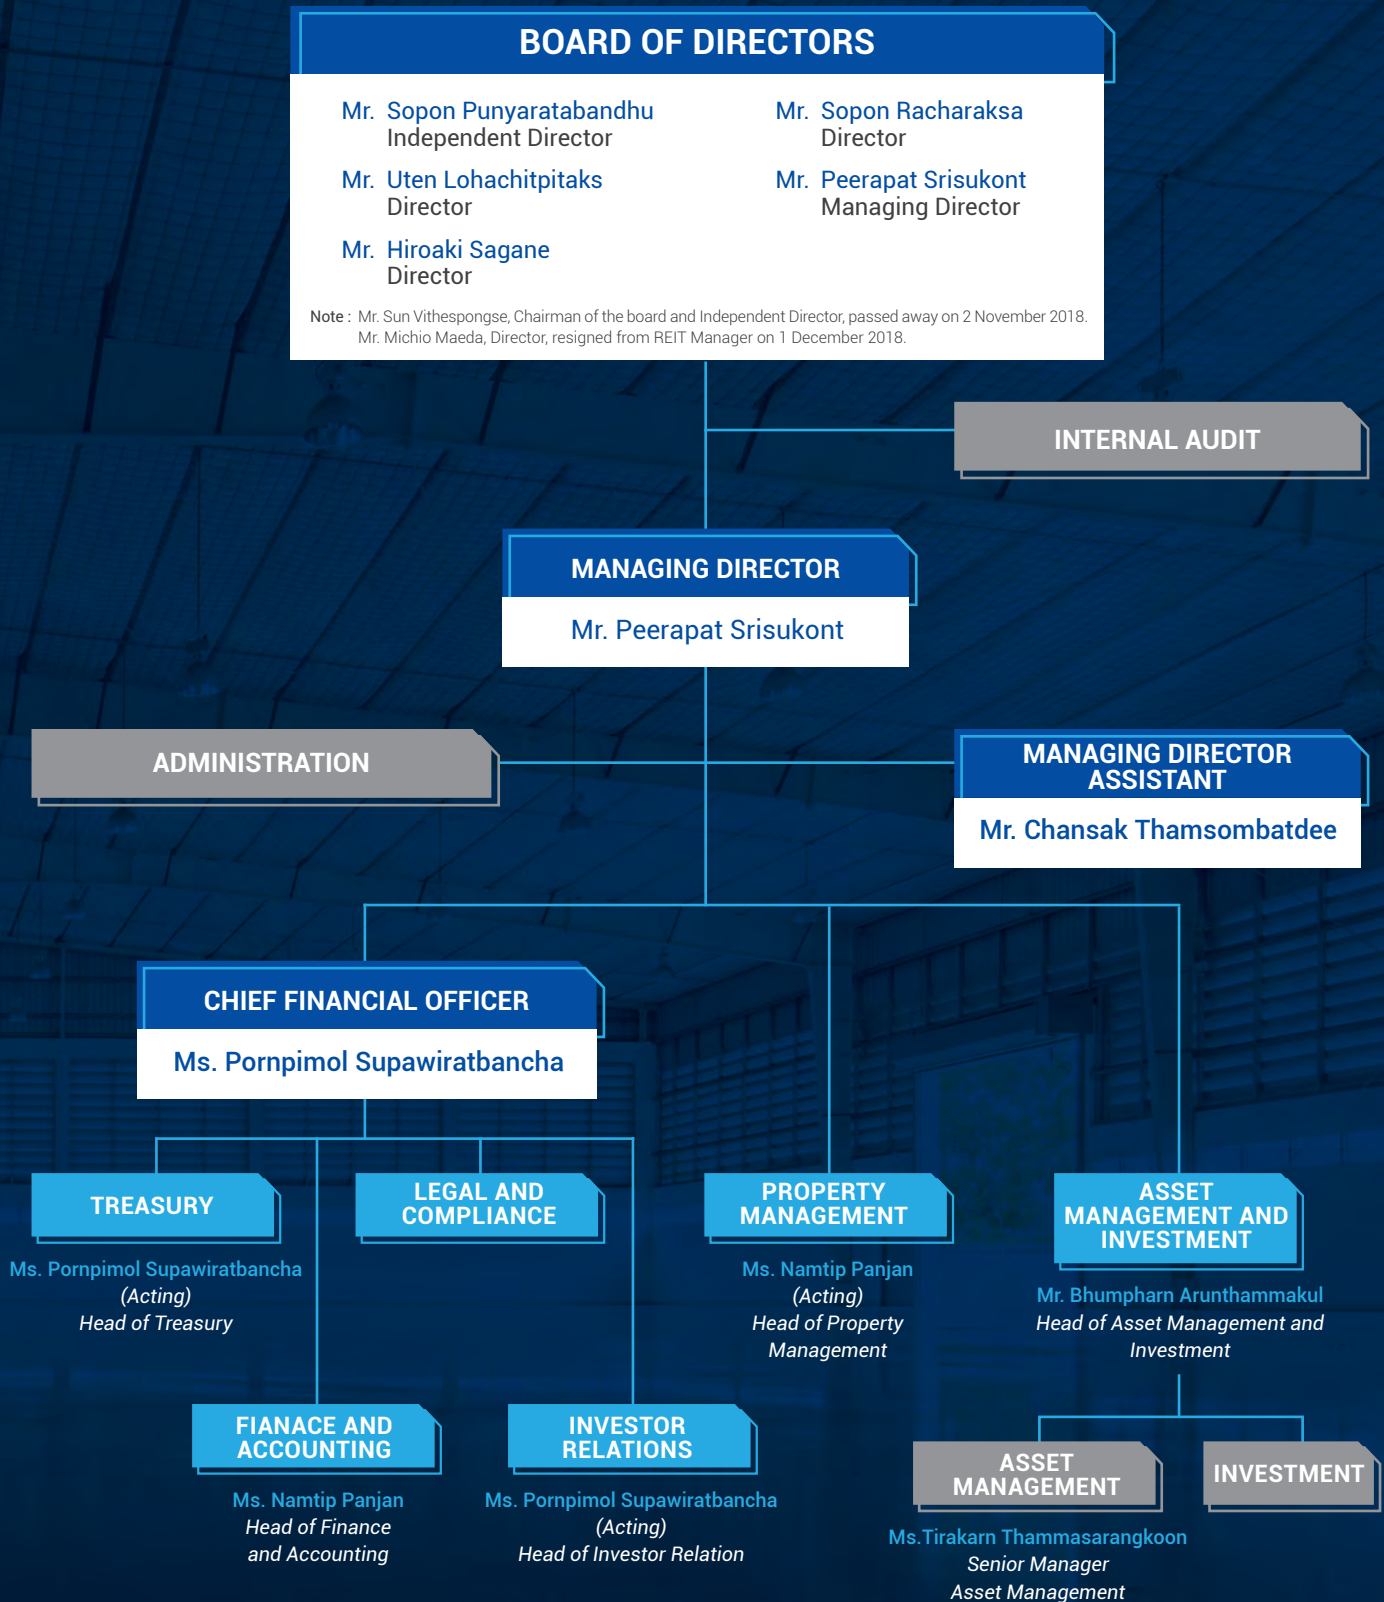 BOARD OF DIRECTORS
Mr. Sopon Punyaratabandhu
Independent Director
Mr. Uten Lohachitpitaks
Director
Mr. Hiroaki Sagane
Director
Mr. Sopon Racharaksa
Director
Mr. Peerapat Srisukont
Managing Director
Note : Mr. Sun Vithespongse, Chairman of the board and Independent Director, passed away on 2 November 2018.
Mr. Michio Maeda, Director, resigned from REIT Manager on 1 December 2018.
INTERNAL AUDIT
MANAGING DIRECTOR
Mr. Peerapat Srisukont
ADMINISTRATION
MANAGING DIRECTOR
ASSISTANT
Mr. Chansak Thamsombatdee
CHIEF FINANCIAL OFFICER
Ms. Pornpimol Supawiratbancha
TREASURY
Ms. Pornpimol Supawiratbancha
(Acting)
Head of Treasury
LEGAL AND
COMPLIANCE
PROPERTY
MANAGEMENT
Ms. Namtip Panjan
(Acting)
Head of Property
Management
ASSET
MANAGEMENT AND
INVESTMENT
Mr. Bhumpharn Arunthammakul
Head of Asset Management and
Investment
FIANACE AND
ACCOUNTING
Ms. Namtip Panjan
Head of Finance
and Accounting
INVESTOR
RELATIONS
Ms. Pornpimol Supawiratbancha
(Acting)
Head of Investor Relation
ASSET
MANAGEMENT
Ms.Tirakarn Thammasarangkoon
Senior Manager
Asset Management
INVESTMENT